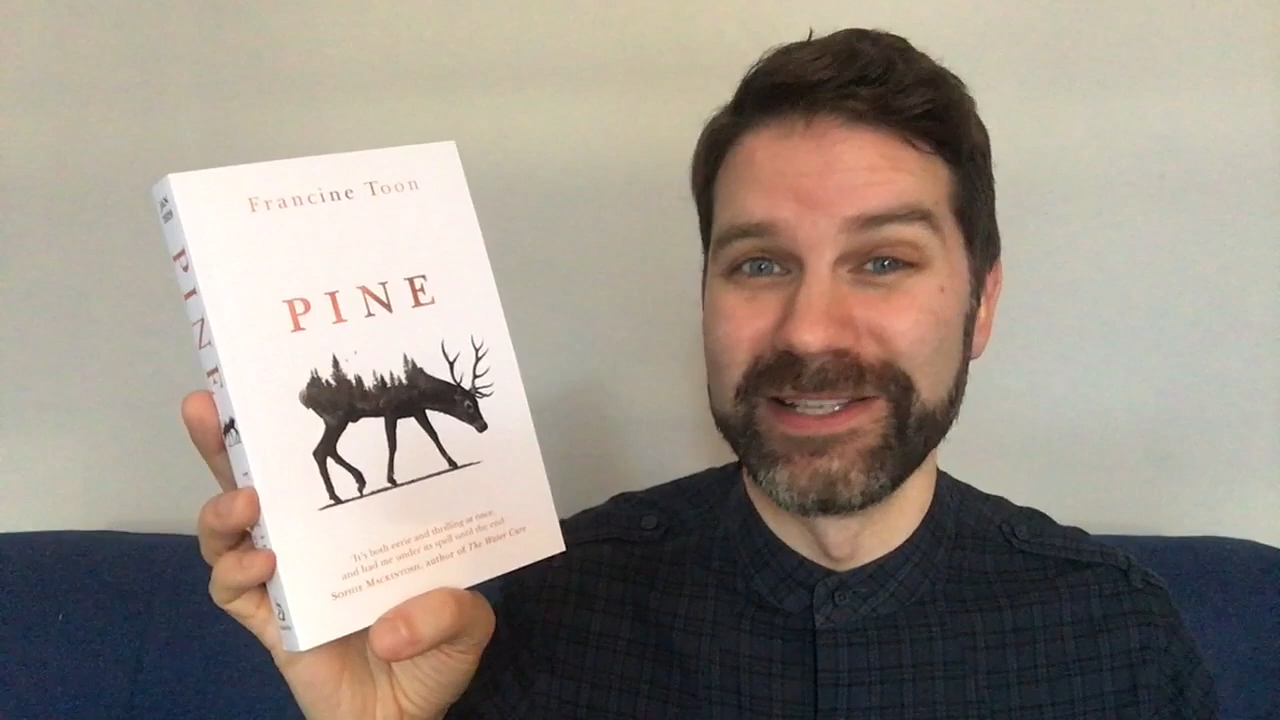 Francine Toon
PINE
'It's both eerie and thrilling at once
and had me under its spell until the end'
SOPHIE MACKINTOSH, author of The Water Cure
PINE